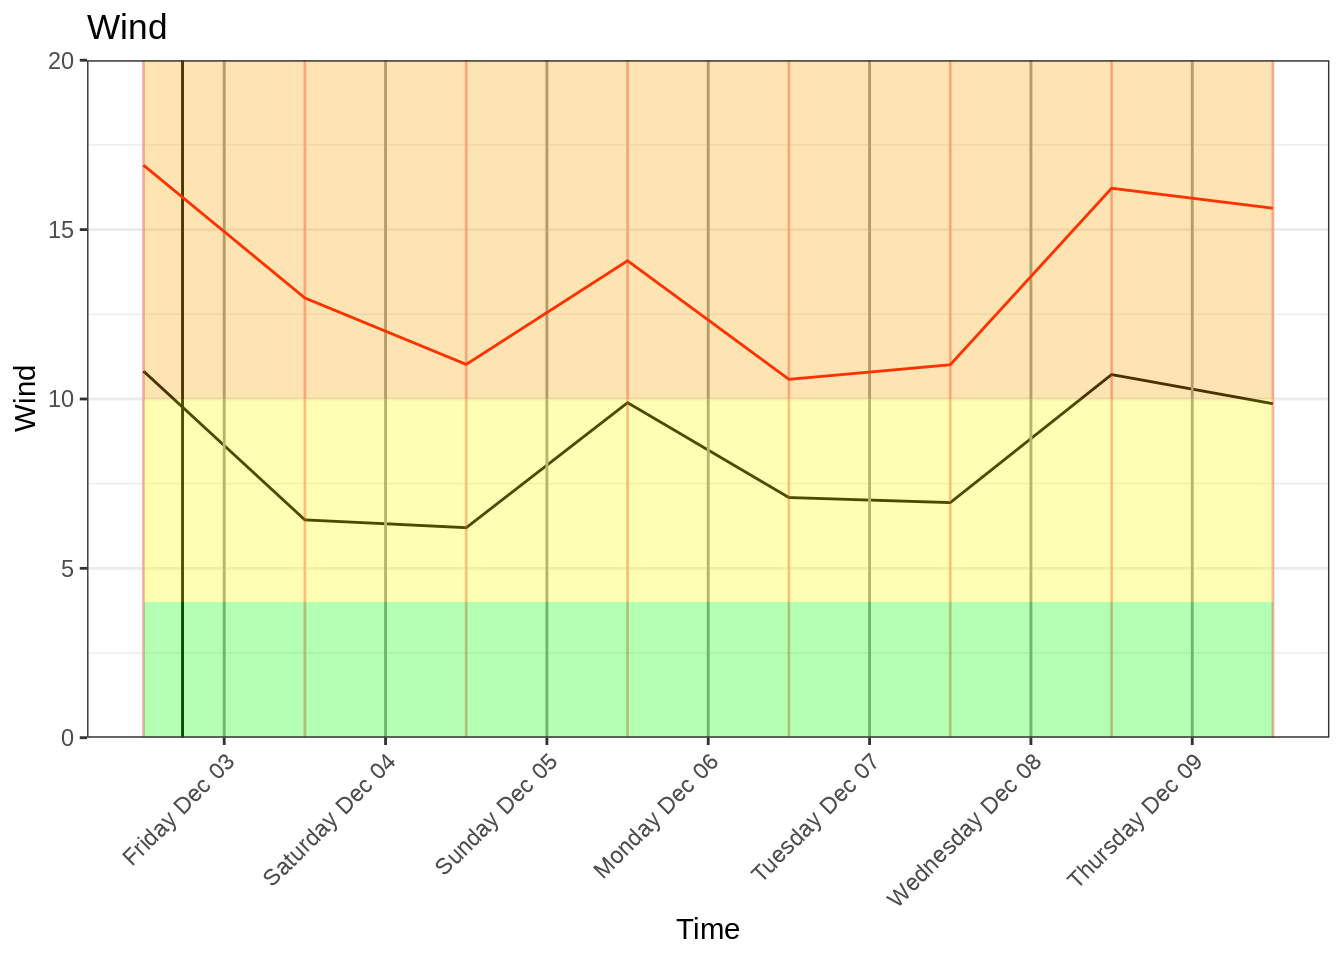 Wind
20
15
10
5
0
Wind
Friday Dec 03
Saturday Dec 04
Sunday Dec 05
Monday Dec 06
Tuesday Dec 07
Wednesday Dec 08
Thursday Dec 09
Time